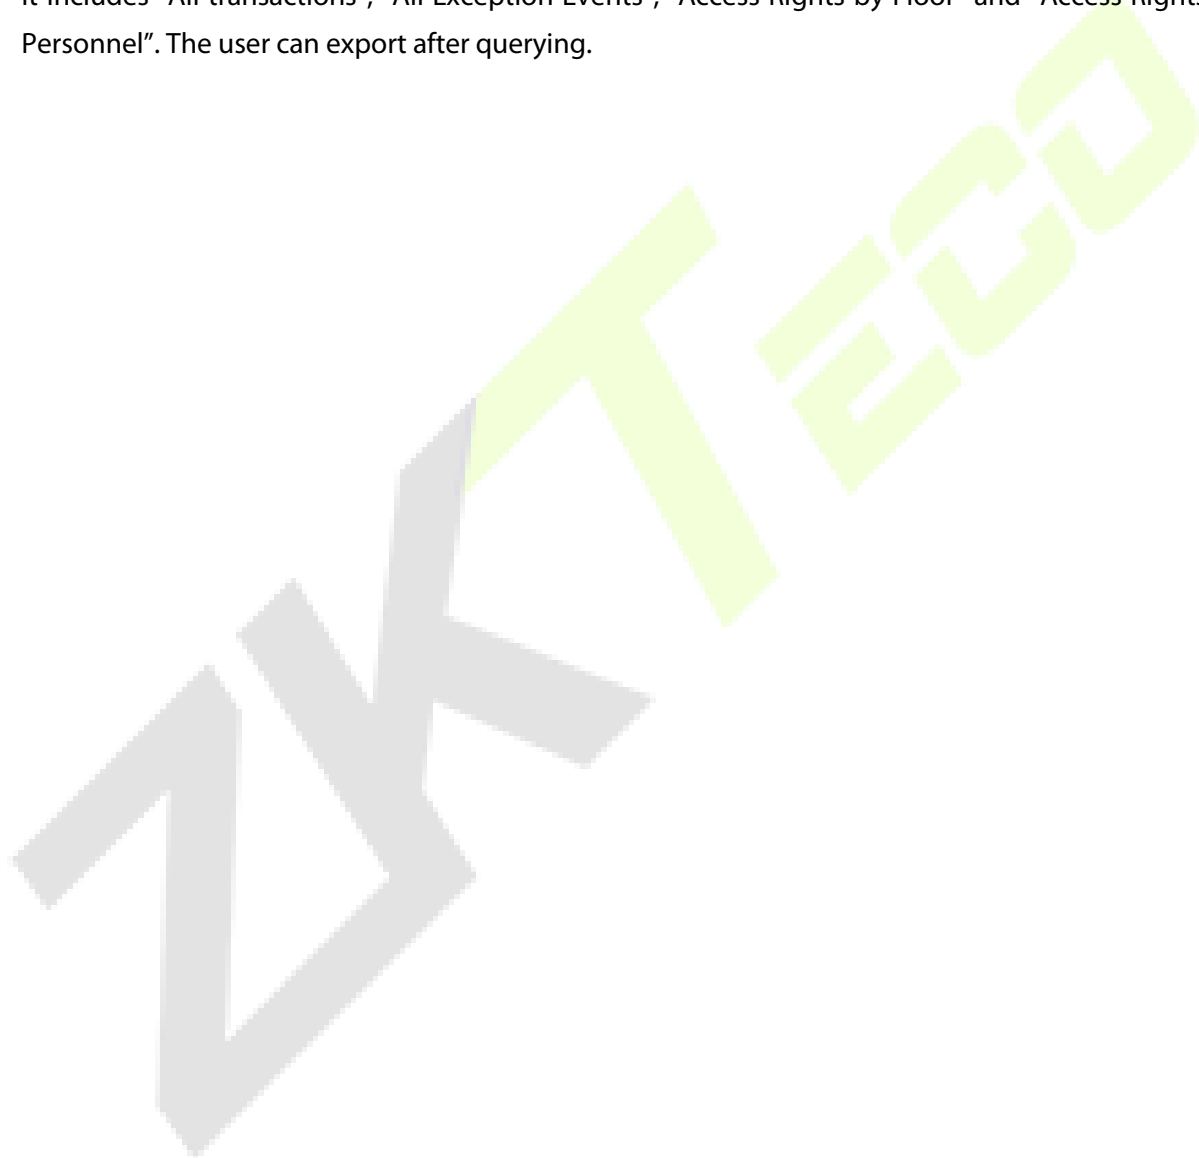 It includes "All transactions", "All Exception Events", "Access Rights by Floor" and "Access Rights
Personnel". The user can export after querying.
ZKTECO